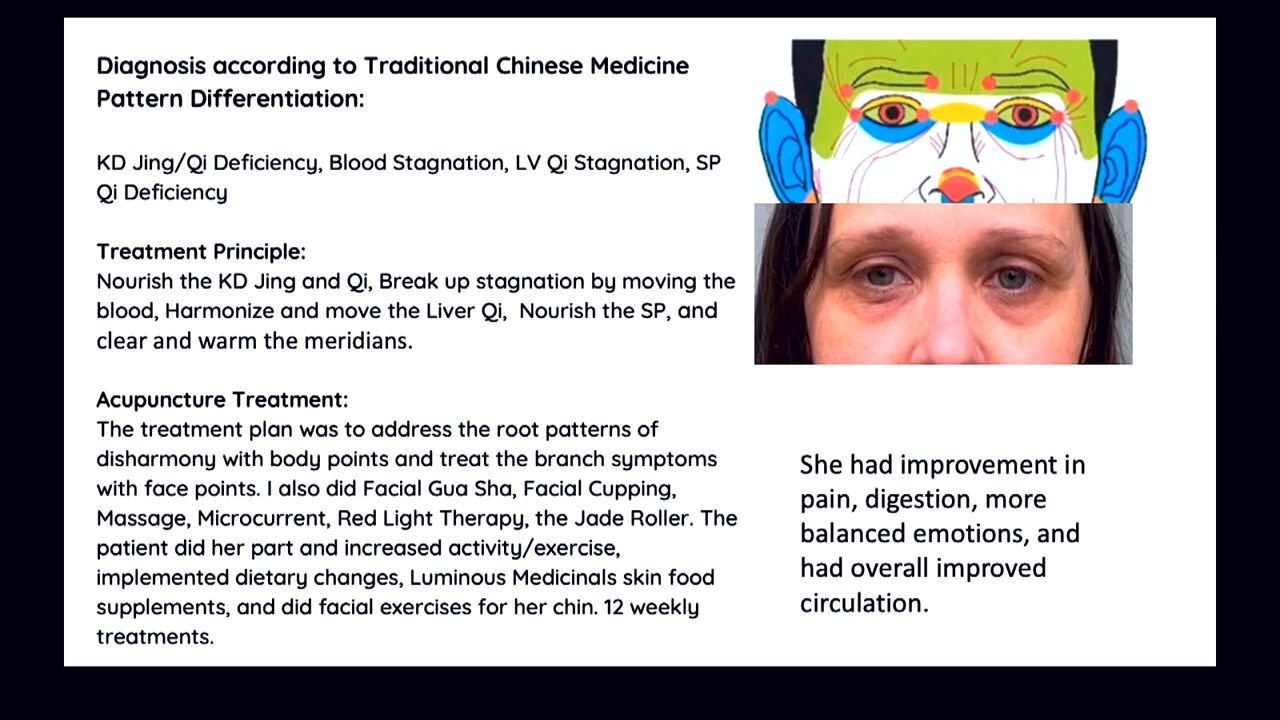 Diagnosis according to Traditional Chinese Medicine
Pattern Differentiation:
KD Jing/Qi Deficiency, Blood Stagnation, LV Qi Stagnation, SP
Qi Deficiency
Treatment Principle:
Nourish the KD Jing and Qi, Break up stagnation by moving the
blood, Harmonize and move the Liver Qi,  Nourish the SP, and
clear and warm the meridians.
Acupuncture Treatment:
The treatment plan was to address the root patterns of
disharmony with body points and treat the branch symptoms
with face points. I also did Facial Gua Sha, Facial Cupping,
Massage, Microcurrent, Red Light Therapy, the Jade Roller. The
patient did her part and increased activity/exercise,
implemented dietary changes, Luminous Medicinals skin food
supplements, and did facial exercises for her chin. 12 weekly
treatments.
She had improvement in
pain, digestion, more
balanced emotions, and
had overall improved
circulation.